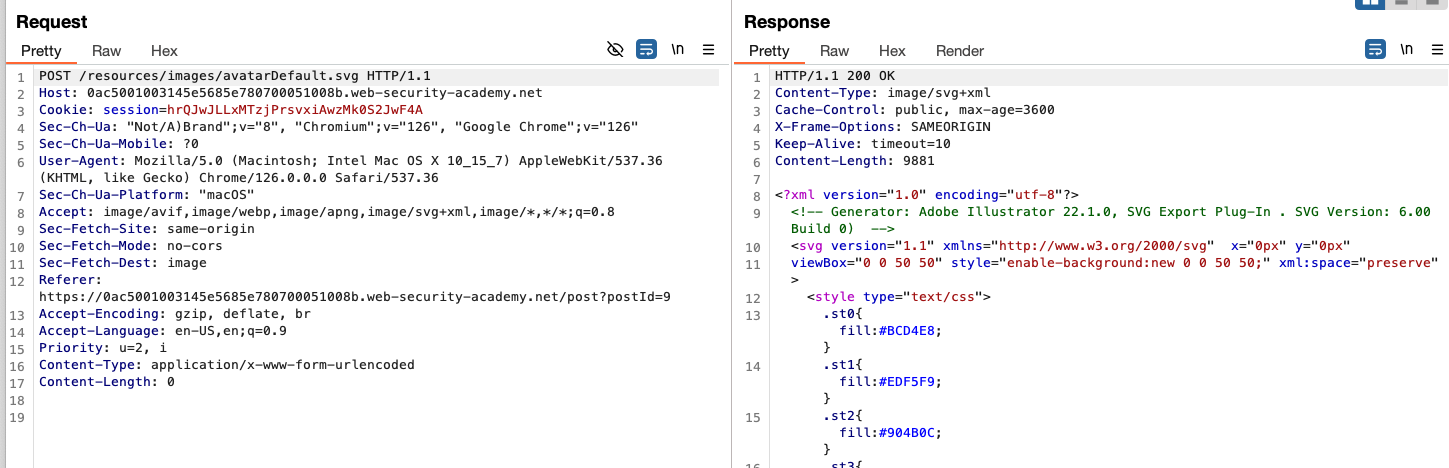 Request
Pretty Raw Hex \n
1 POST /resources/images/avatarDefault.svg HTTP/1.1
2 Host: 0ac5001003145e5685e780700051008b.web-security-academy.net
3 Cookie: session=hrQJwJLLxMTzjPrsvxiAwzMk0S2JwF4A
4 Sec-Ch-Ua: "Not/A)Brand";v="8", "Chromium";v="126", "Google Chrome";v="126"
5 Sec-Ch-Ua-Mobile: ?0
6 User-Agent: Mozilla/5.0 (Macintosh; Intel Mac OS X 10_15_7) AppleWebKit/537.36
(KHTML, like Gecko) Chrome/126.0.0.0 Safari/537.36
7 Sec-Ch-Ua-Platform: "macOS"
8 Accept: image/avif,image/webp,image/apng,image/svg+xml,image/*,*/*;q=0.8
9 Sec-Fetch-Site: same-origin
10 Sec-Fetch-Mode: no-cors
11 Sec-Fetch-Dest: image
12 Referer:
https://0ac5001003145e5685e780700051008b.web-security-academy.net/post?postId=9
13 Accept-Encoding: gzip, deflate, br
14 Accept-Language: en-US,en;q=0.9
15 Priority: u=2, i
16 Content-Type: application/x-www-form-urlencoded
17 Content-Length: 0
18
19
Response
Pretty Raw Hex Render \n
1 HTTP/1.1 200 OK
2 Content-Type: image/svg+xml
3 Cache-Control: public, max-age=3600
4 X-Frame-Options: SAMEORIGIN
5 Keep-Alive: timeout=10
6 Content-Length: 9881
7
8 <?xml version="1.0" encoding="utf-8"?>
9 <!-- Generator: Adobe Illustrator 22.1.0, SVG Export Plug-In . SVG Version: 6.00
Build 0)  -->
10 <svg version="1.1" xmlns="http://www.w3.org/2000/svg"  x="0px" y="0px"
11 viewBox="0 0 50 50" style="enable-background:new 0 0 50 50;" xml:space="preserve"
>
12 <style type="text/css">
13 .st0{
fill:#BCD4E8;
}
14 .st1{
fill:#EDF5F9;
}
15 .st2{
fill:#904B0C;
}
16 .st3{